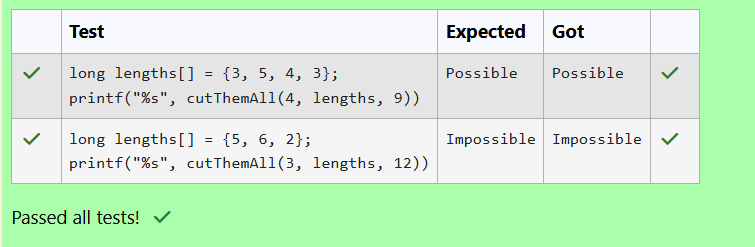 Test Expected Got
long lengths[] = {3, 5, 4, 3}; Possible Possible
printf("%s", cutThemAll(4, lengths, 9))
long lengths[] = {5, 6, 2}; Impossible Impossible
printf("%s", cutThemAll(3, lengths, 12))
Passed all tests!